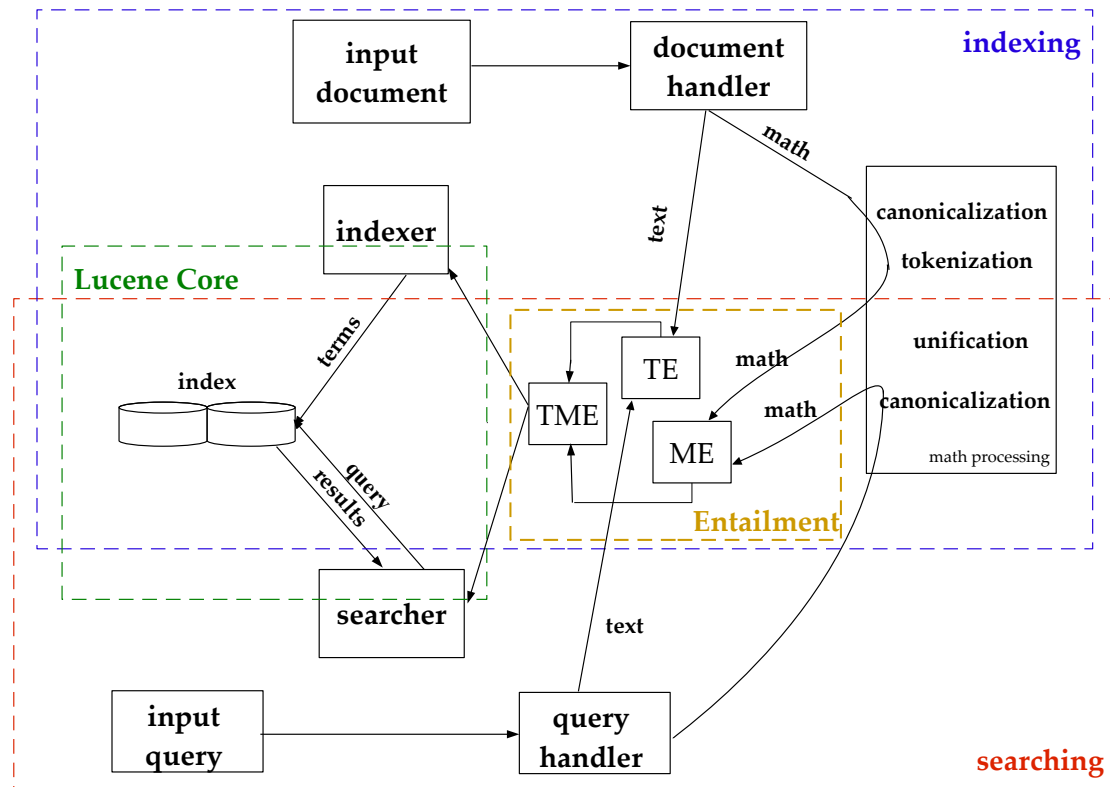 input
document
document
handler
indexing
math
canonicalization
text
indexer
tokenization
Lucene Core
terms
unification
TE
math
index
TME
math
canonicalization
ME
math processing
query
results
Entailment
searcher
text
input
query
query
handler
searching